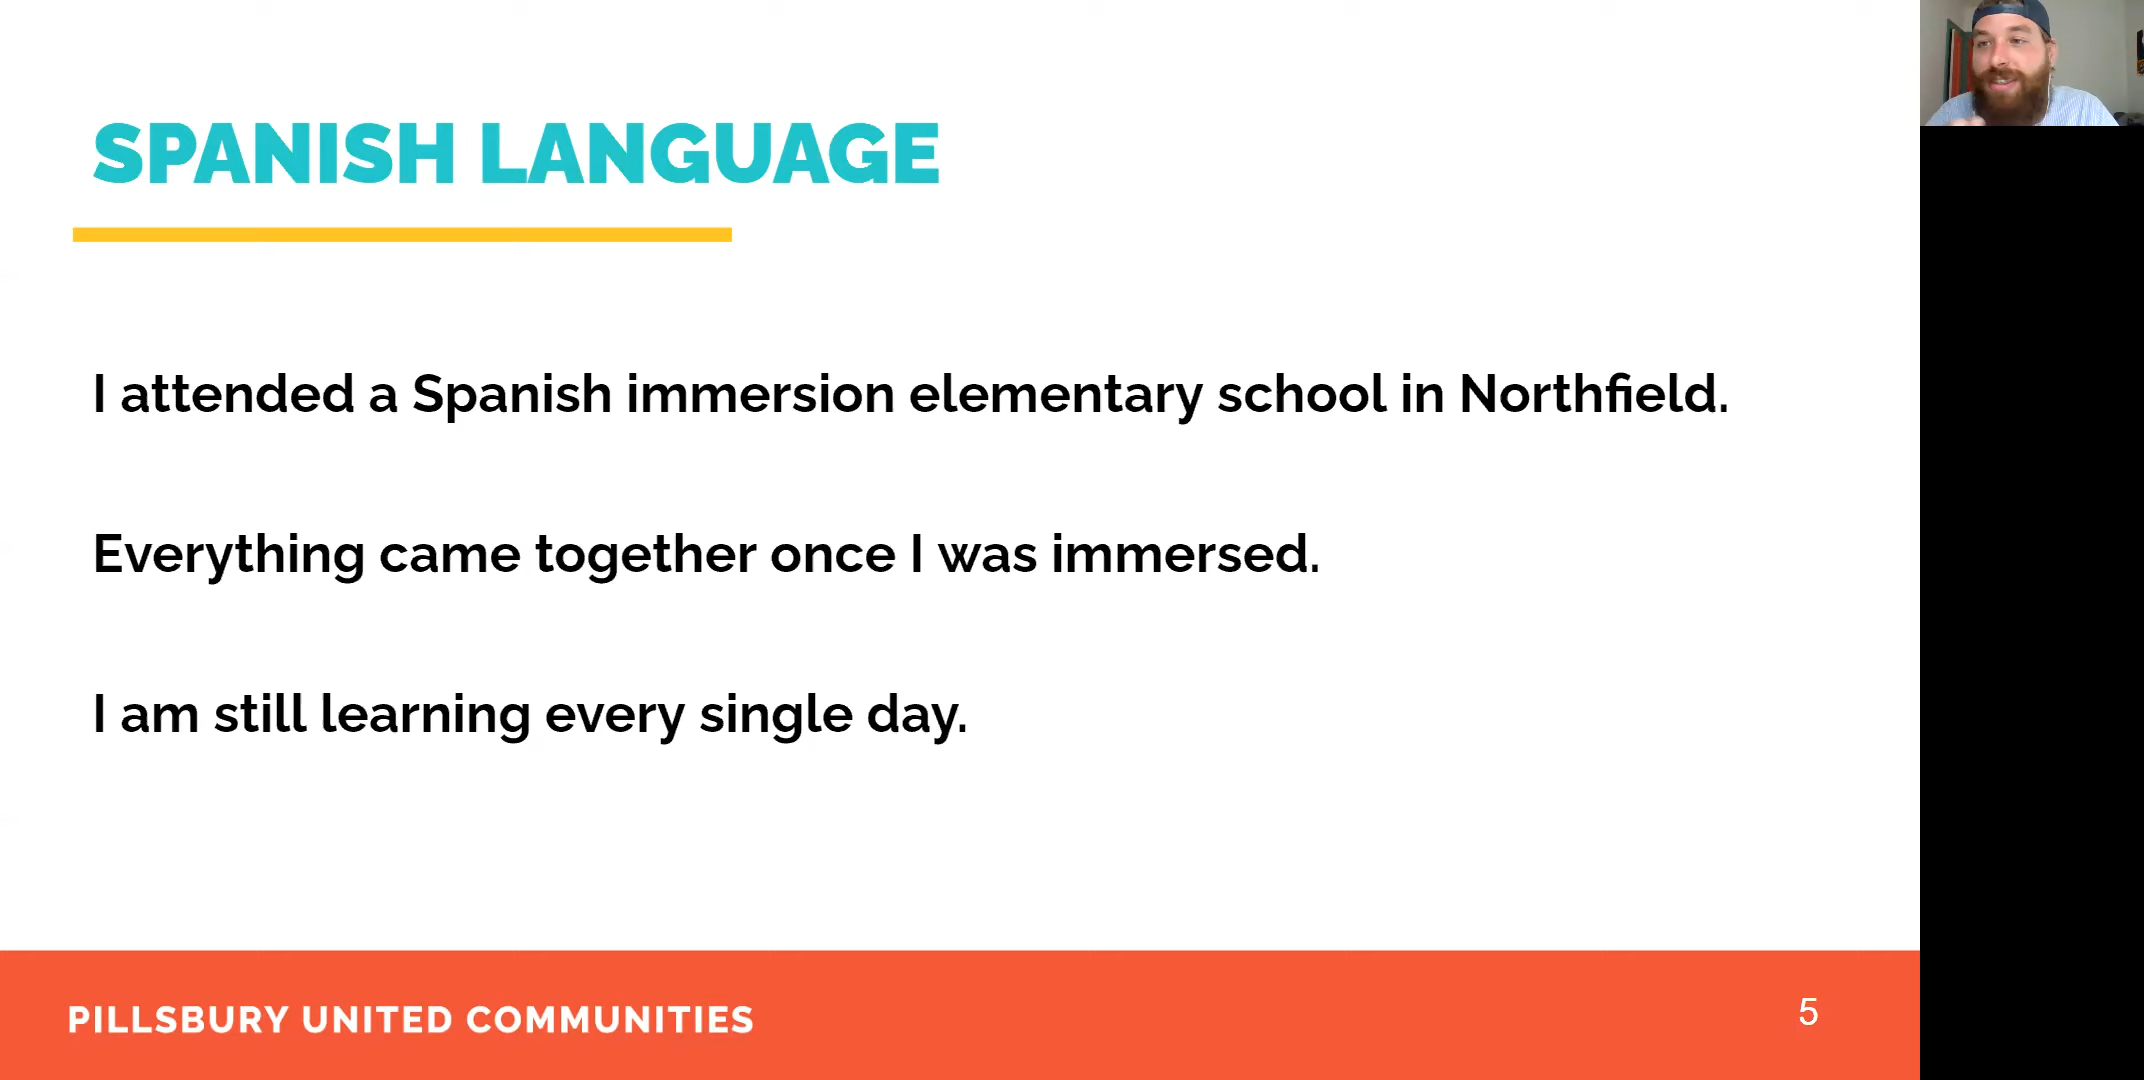 SPANISH LANGUAGE
I attended a Spanish immersion elementary school in Northfield.
Everything came together once I was immersed.
I am still learning every single day.
PILLSBURY UNITED COMMUNITIES
5